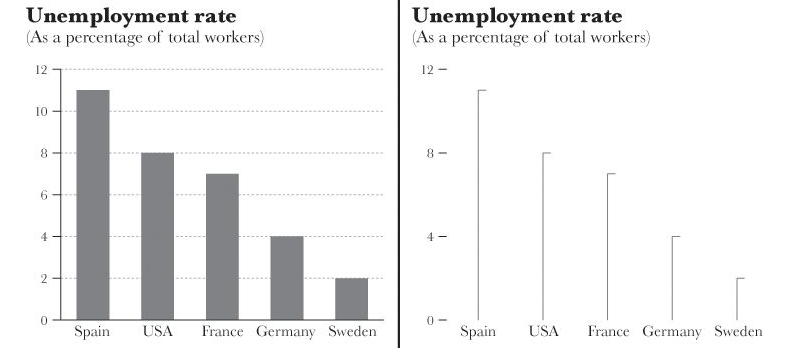 Unemployment rate
(As a percentage of total workers)
12
10
8
6
4
2
0
Spain USA France Germany Sweden
Unemployment rate
(As a percentage of total workers)
12
8
4
0
Spain USA France Germany Sweden